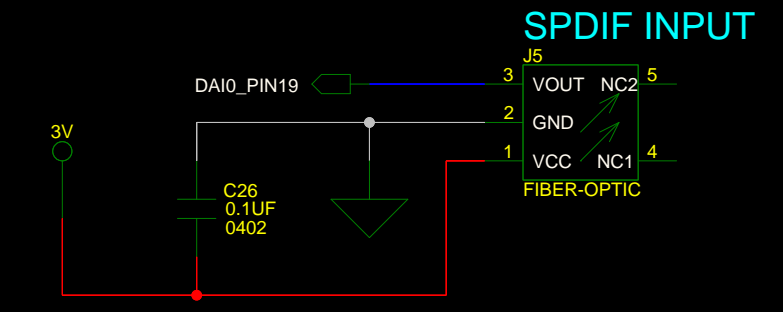 SPDIF INPUT
J5
DAI0_PIN19
3 VOUT NC2 5
2 GND
3V
1 VCC NC1 4
FIBER-OPTIC
C26
0.1UF
0402